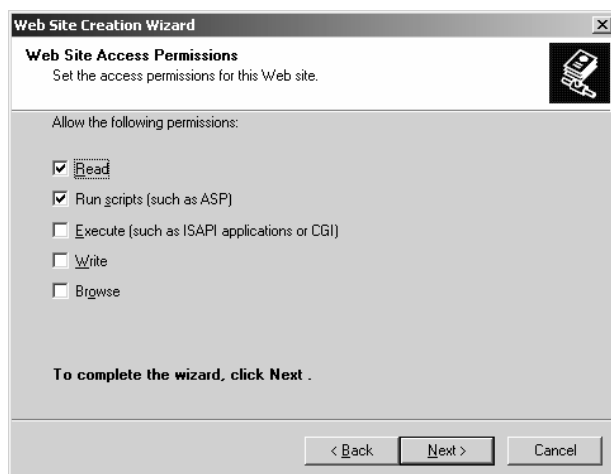 Web Site Creation Wizard
Web Site Access Permissions
Set the access permissions for this Web site.
Allow the following permissions:
Read
Run scripts (such as ASP)
Execute (such as ISAPI applications or CGI)
Write
Browse
To complete the wizard, click Next .
< Back Next > Cancel